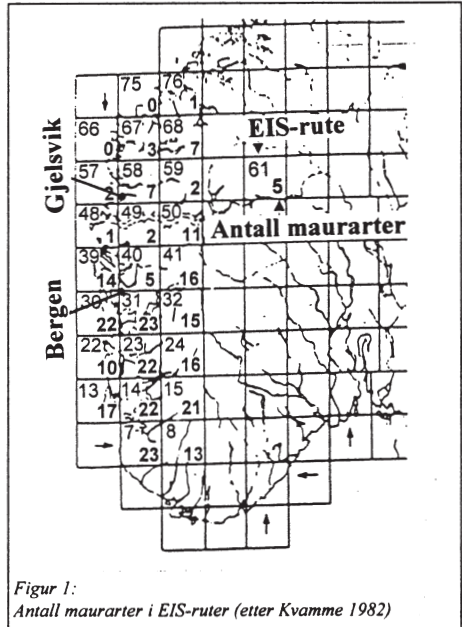 75 76
0 1
66 67 68
EIS-rute
0 3 7
57 58 59 61
2 7 2 5
Gjelsvik
48 49 50
Antall maurarter
1 2 11
39 40 41
14 5 16
Bergen
30 31 32
22 23 15
22 23 24
10 22 16
13 14 15
17 22 21
7 8
23 13
Figur 1:
Antall maurarter i EIS-ruter (etter Kvamme 1982)